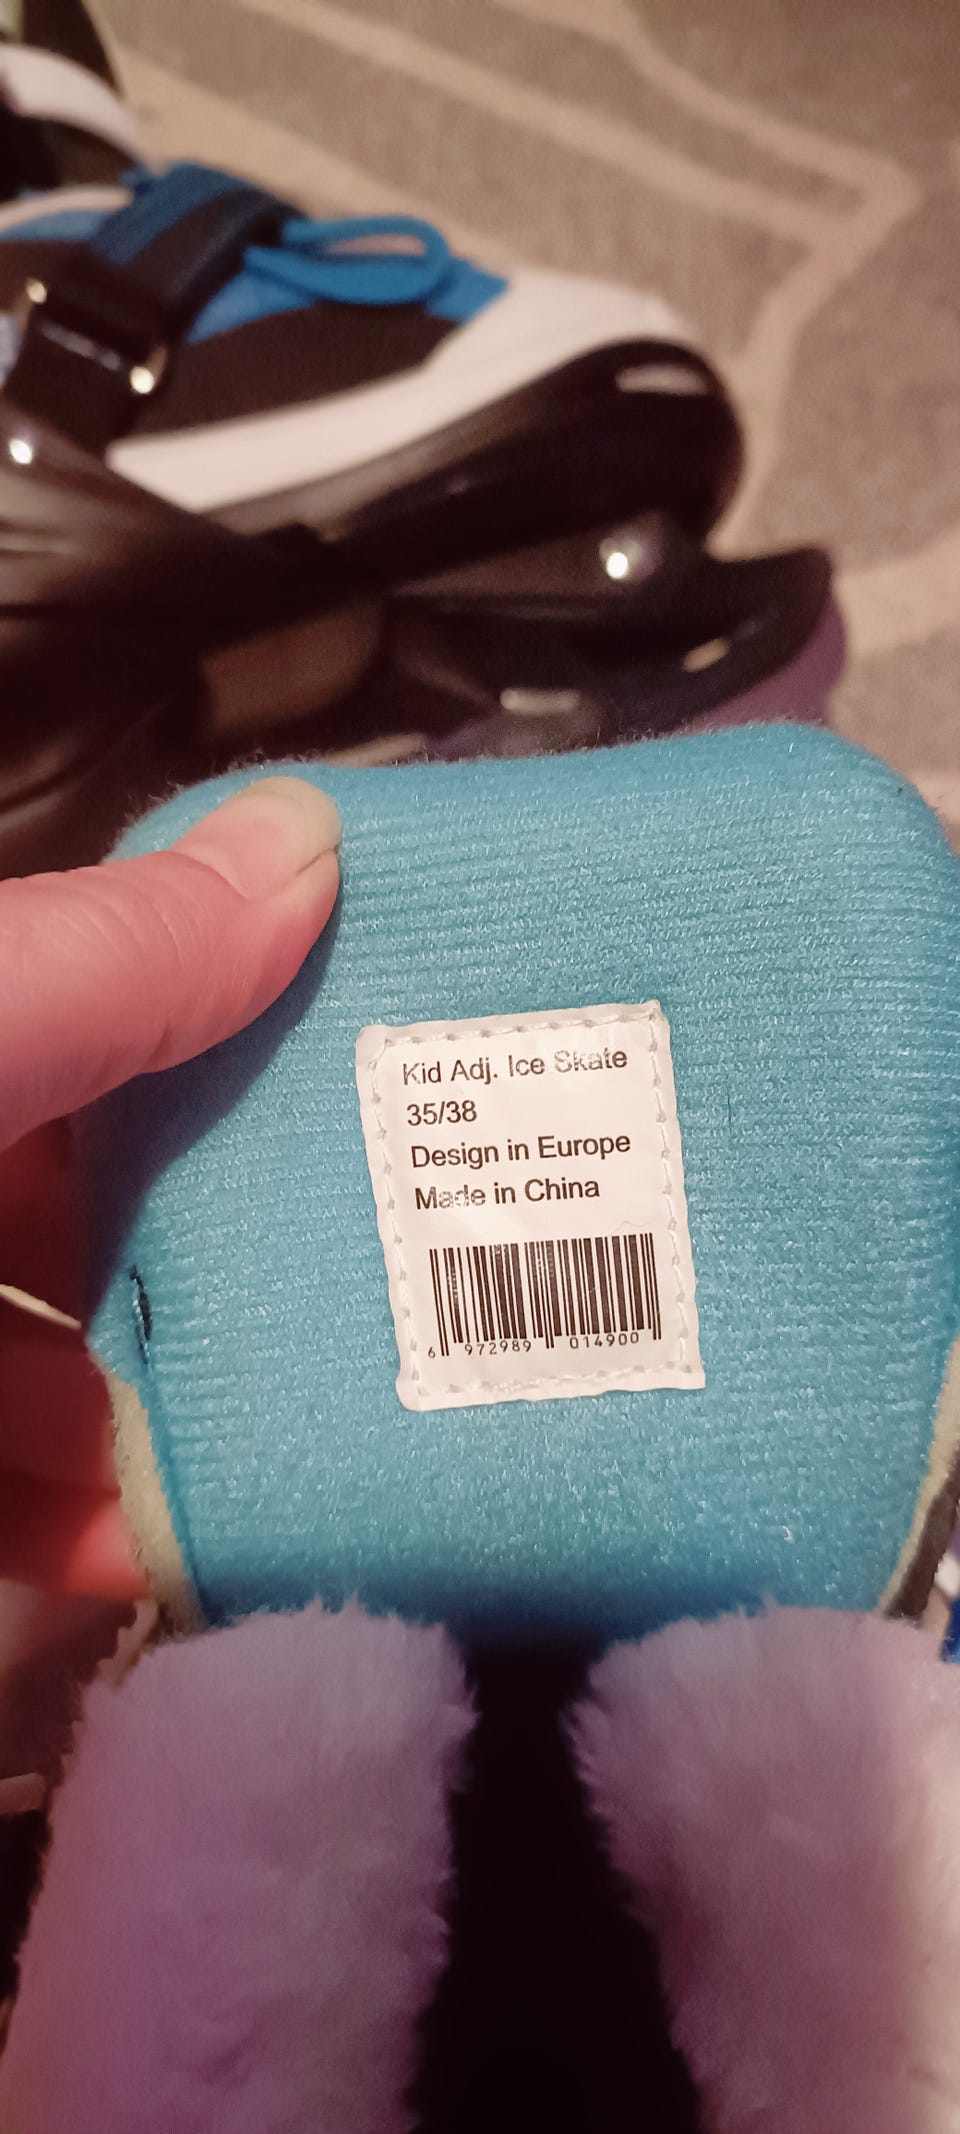 Kid Adj. Ice Skate
35/38
Design in Europe
Made in China
6 972989 014900